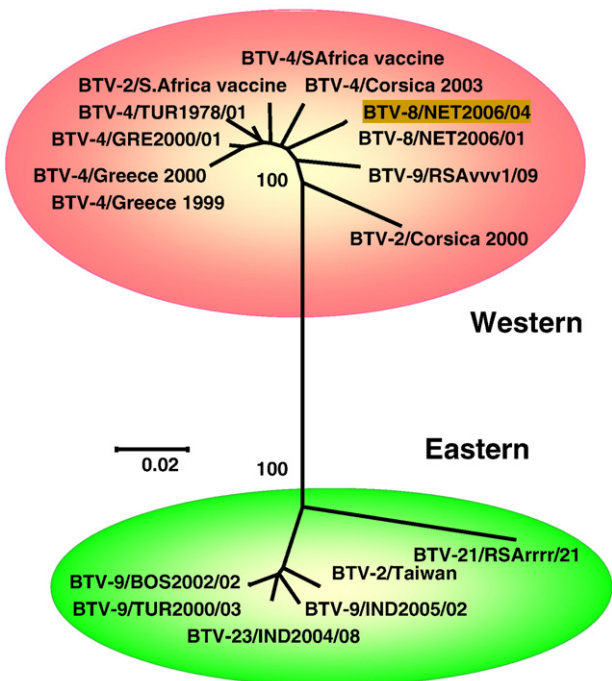 BTV-4/SAfrica vaccine
BTV-2/S.Africa vaccine
BTV-4/Corsica 2003
BTV-4/TUR1978/01
BTV-8/NET2006/04
BTV-4/GRE2000/01
BTV-8/NET2006/01
BTV-4/Greece 2000
100
BTV-9/RSAvvv1/09
BTV-4/Greece 1999
BTV-2/Corsica 2000
Western
0.02
Eastern
100
BTV-21/RSArrrr/21
BTV-9/BOS2002/02
BTV-2/Taiwan
BTV-9/TUR2000/03
BTV-9/IND2005/02
BTV-23/IND2004/08